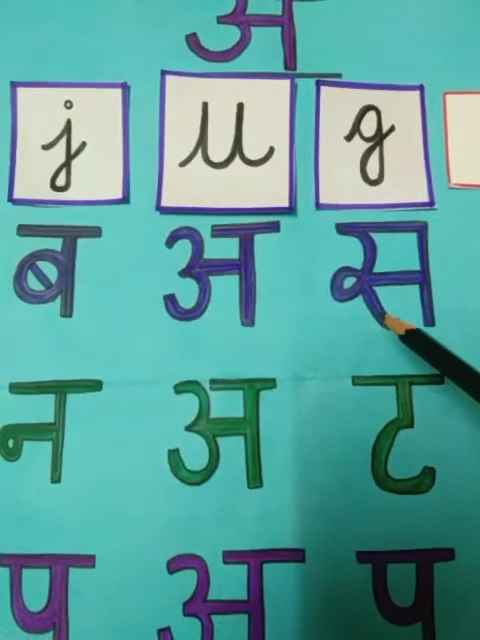 अ
j u g
ब अ स
न अ ट
प अ प